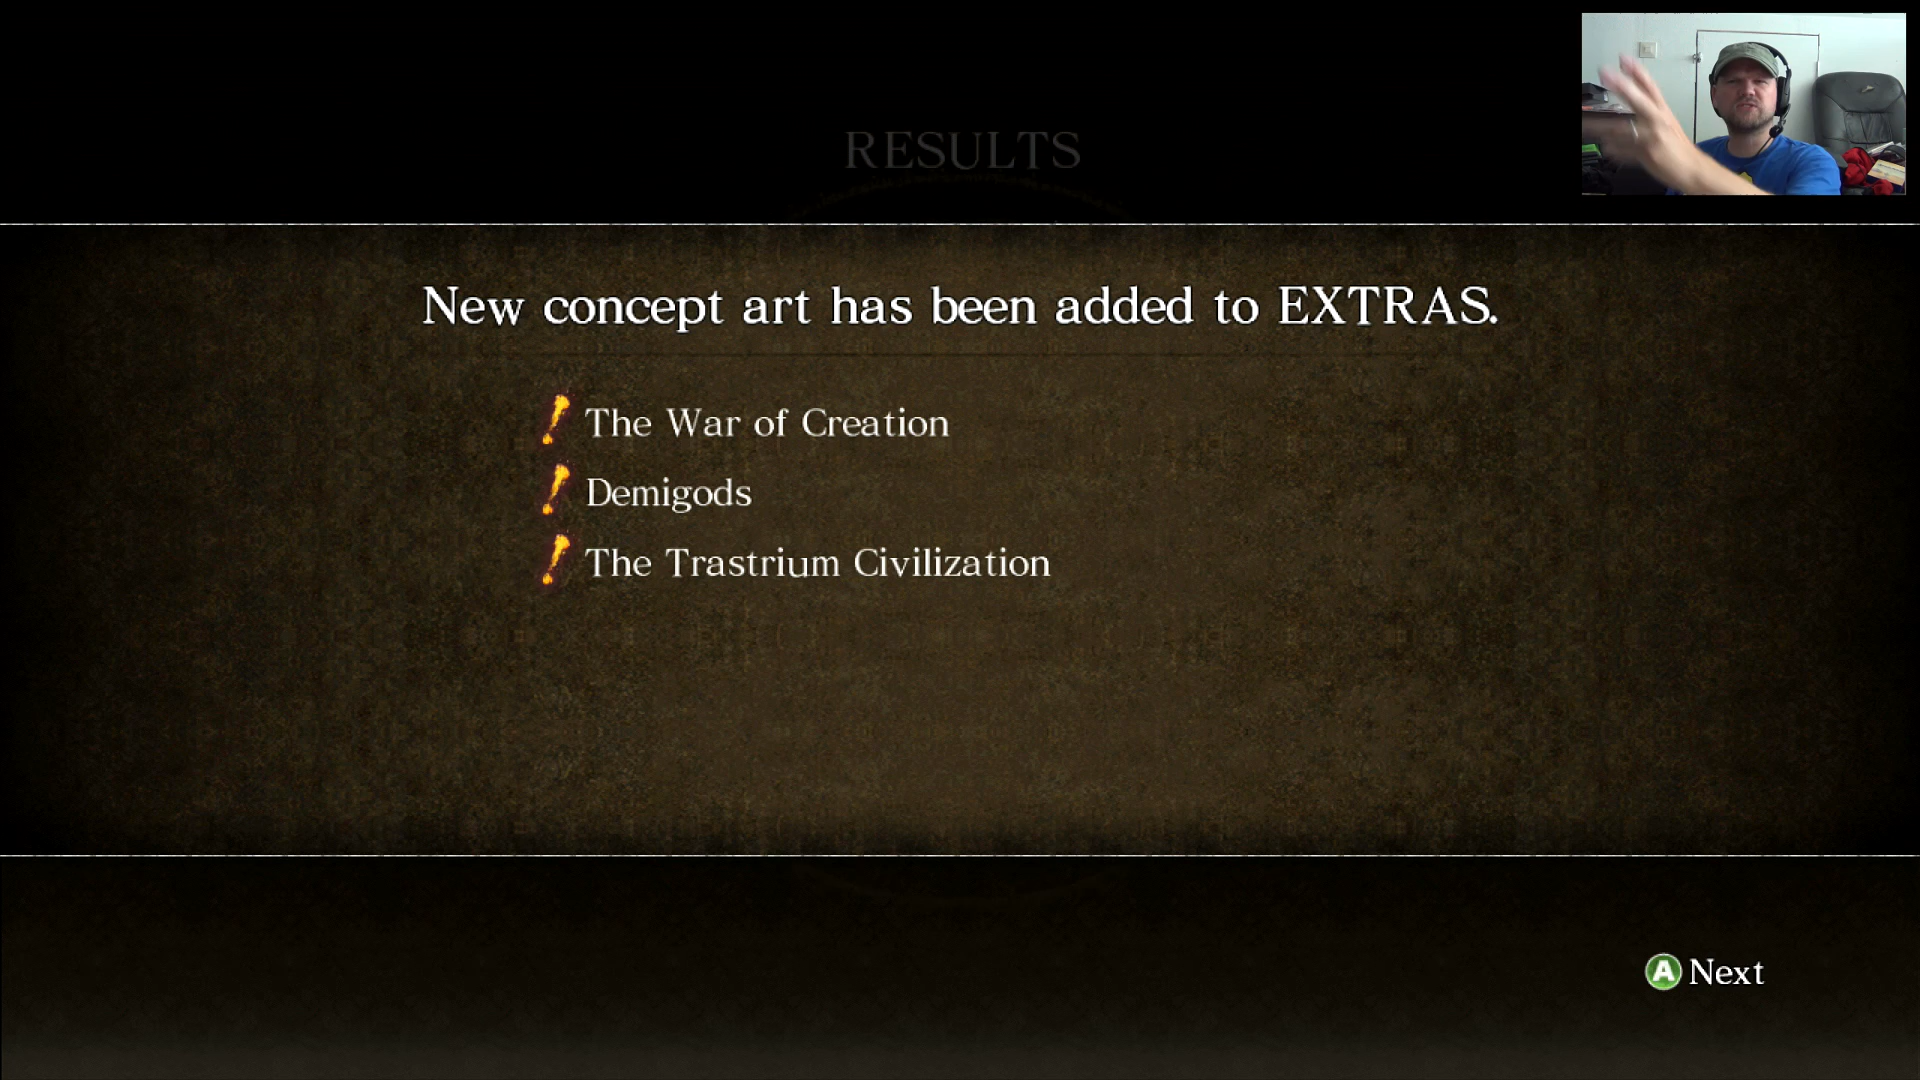 RESULTS
New concept art has been added to EXTRAS.
! The War of Creation
! Demigods
! The Trastrium Civilization
A Next